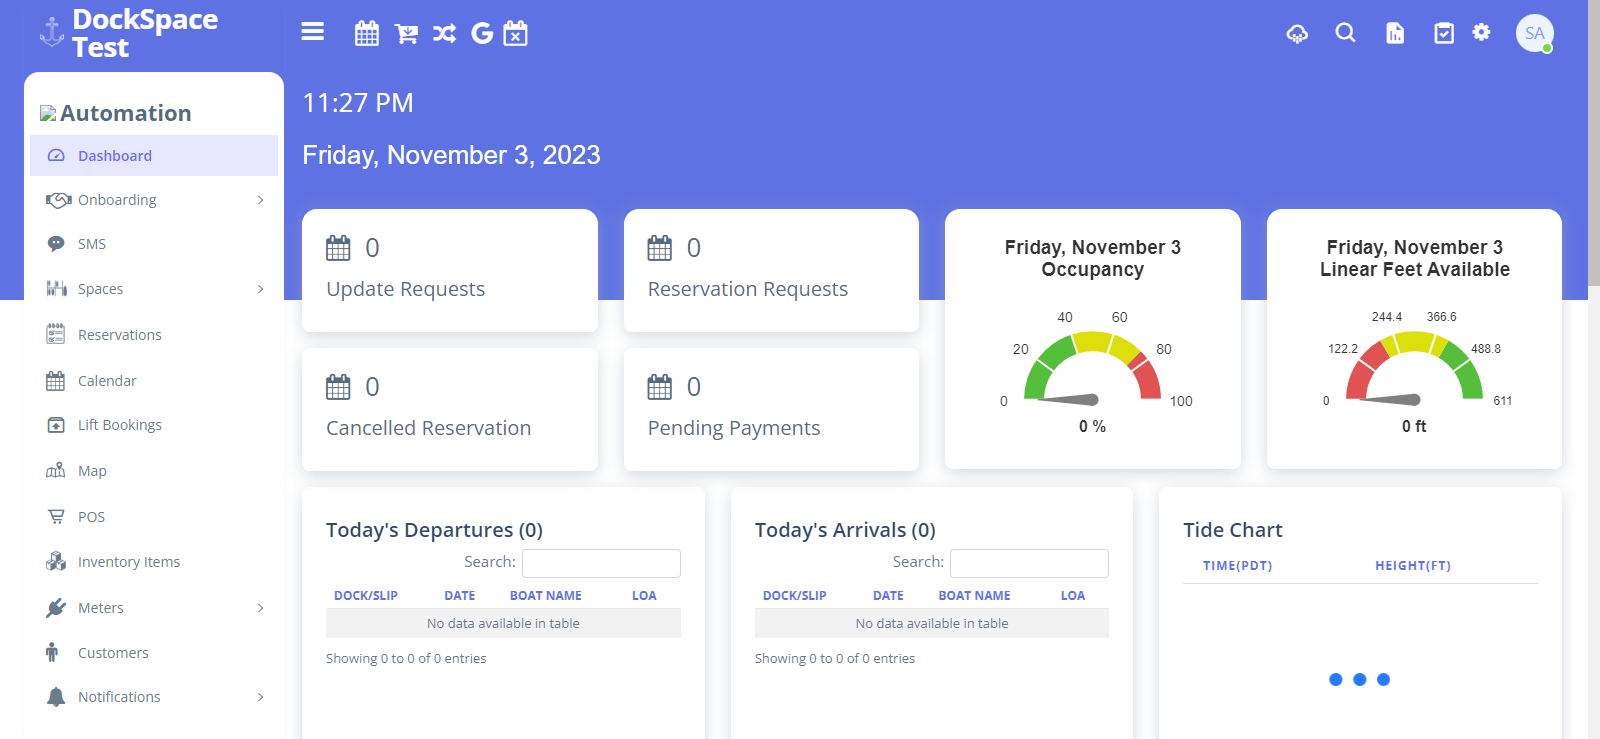 DockSpace
Test
SA
11:27 PM
Friday, November 3, 2023
Automation
Dashboard
Onboarding
SMS
Spaces
Reservations
Calendar
Lift Bookings
Map
POS
Inventory Items
Meters
Customers
Notifications
0
Update Requests
0
Reservation Requests
0
Cancelled Reservation
0
Pending Payments
Friday, November 3
Occupancy
40 60
20 80
0 100
0 %
Friday, November 3
Linear Feet Available
244.4 366.6
122.2 488.8
0 611
0 ft
Today's Departures (0)
Search:
DOCK/SLIP DATE BOAT NAME LOA
No data available in table
Showing 0 to 0 of 0 entries
Today's Arrivals (0)
Search:
DOCK/SLIP DATE BOAT NAME LOA
No data available in table
Showing 0 to 0 of 0 entries
Tide Chart
TIME(PDT) HEIGHT(FT)